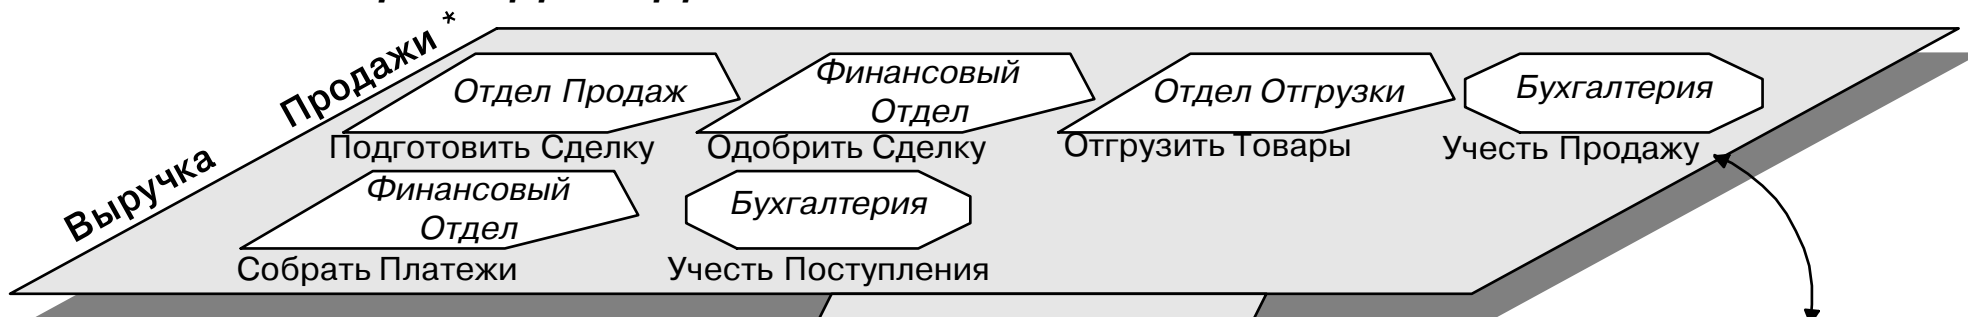 Продажи *
Отдел Продаж
Финансовый
Отдел
Отдел Отгрузки
Бухгалтерия
Подготовить Сделку
Одобрить Сделку
Отгрузить Товары
Учесть Продажу
Выручка
Финансовый
Отдел
Бухгалтерия
Собрать Платежи
Учесть Поступления